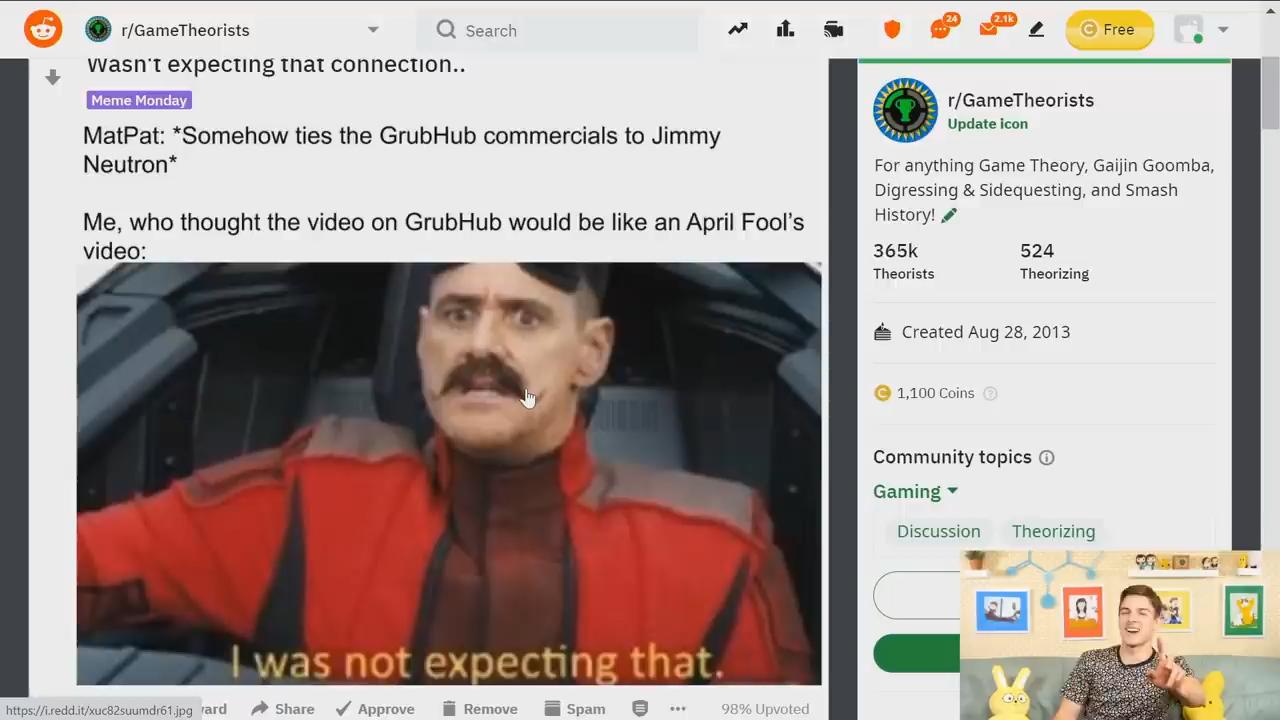 r/GameTheorists
Search
24
2.1k
Free
Wasn't expecting that connection..
Meme Monday
MatPat: *Somehow ties the GrubHub commercials to Jimmy
Neutron*
Me, who thought the video on GrubHub would be like an April Fool's
video:
I was not expecting that.
https://i.redd.it/xuc82suumdr61.jpg
ard
Share
Approve
Remove
Spam
98% Upvoted
r/GameTheorists
Update icon
For anything Game Theory, Gaijin Goomba,
Digressing & Sidequesting, and Smash
History!
365k
524
Theorists
Theorizing
Created Aug 28, 2013
1,100 Coins
Community topics
Gaming
Discussion
Theorizing